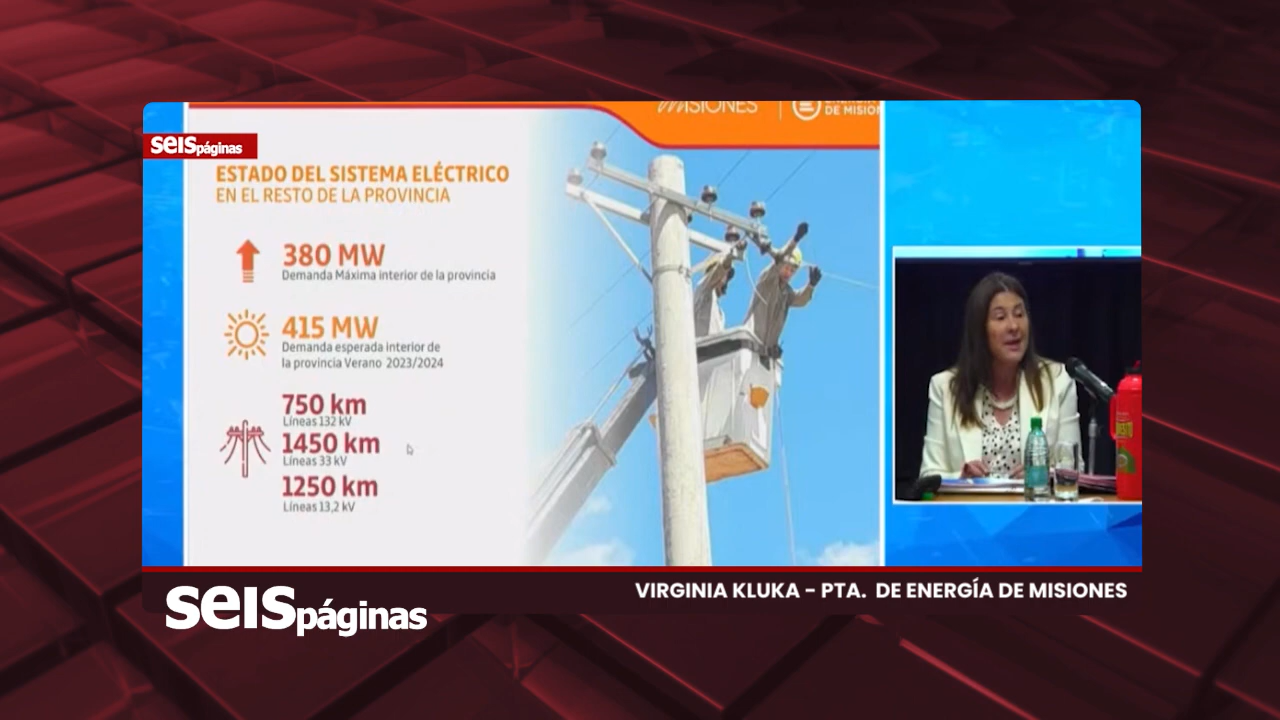 MISIONES
DE MISION
SEISpáginas
ESTADO DEL SISTEMA ELÉCTRICO
EN EL RESTO DE LA PROVINCIA
380 MW
Demanda Máxima interior de la provincia
415 MW
Demanda esperada interior de
la provincia Verano 2023/2024
750 km
Líneas 132 kV
1450 km
Líneas 33 kV
1250 km
Líneas 13,2 kV
VIRGINIA KLUKA - PTA. DE ENERGÍA DE MISIONES
SEISpáginas